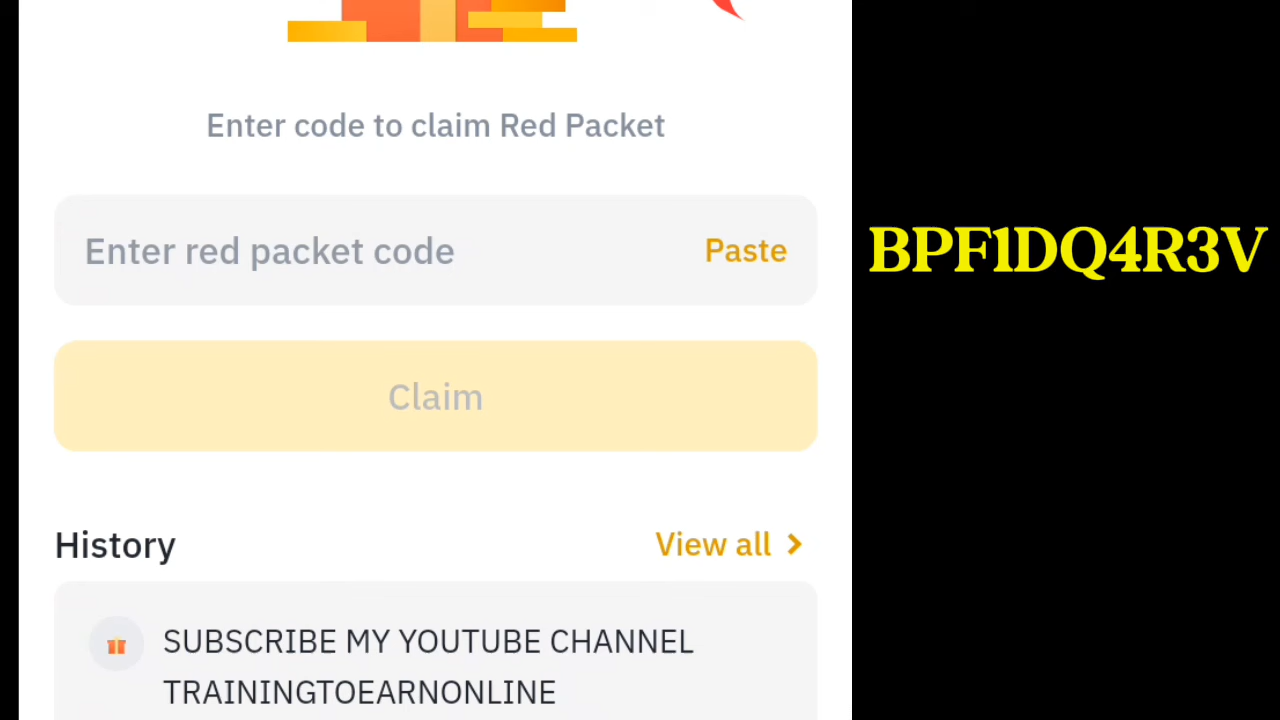 Enter code to claim Red Packet
Enter red packet code
Paste
BPF1DQ4R3V
Claim
History
View all
SUBSCRIBE MY YOUTUBE CHANNEL
TRAININGTOEARNONLINE